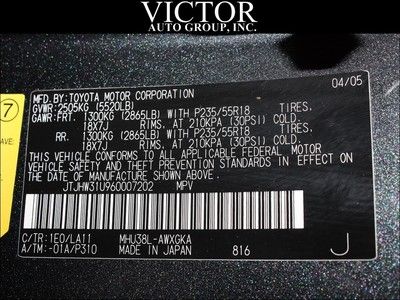 VICTOR
AUTO GROUP, INC.
04/05
MFD. BY: TOYOTA MOTOR CORPORATION
GVWR: 2505KG (5520LB)
GAWR: FRT. 1300KG (2865LB) WITH P235/55R18 TIRES,
18X7J RIMS, AT 210KPA (30PSI) COLD
RR. 1300KG (2865LB) WITH P235/55R18 TIRES,
18X7J RIMS, AT 210KPA (30PSI) COLD
THIS VEHICLE CONFORMS TO ALL APPLICABLE FEDERAL MOTOR
VEHICLE SAFETY AND THEFT PREVENTION STANDARDS IN EFFECT ON
THE DATE OF MANUFACTURE SHOWN ABOVE.
JTJHW31U960007202 MPV
C/TR: 1E0/LA11 MHU38L-AWXGKA
A/TM: -01A/P310 MADE IN JAPAN 816 J
7
AVE.